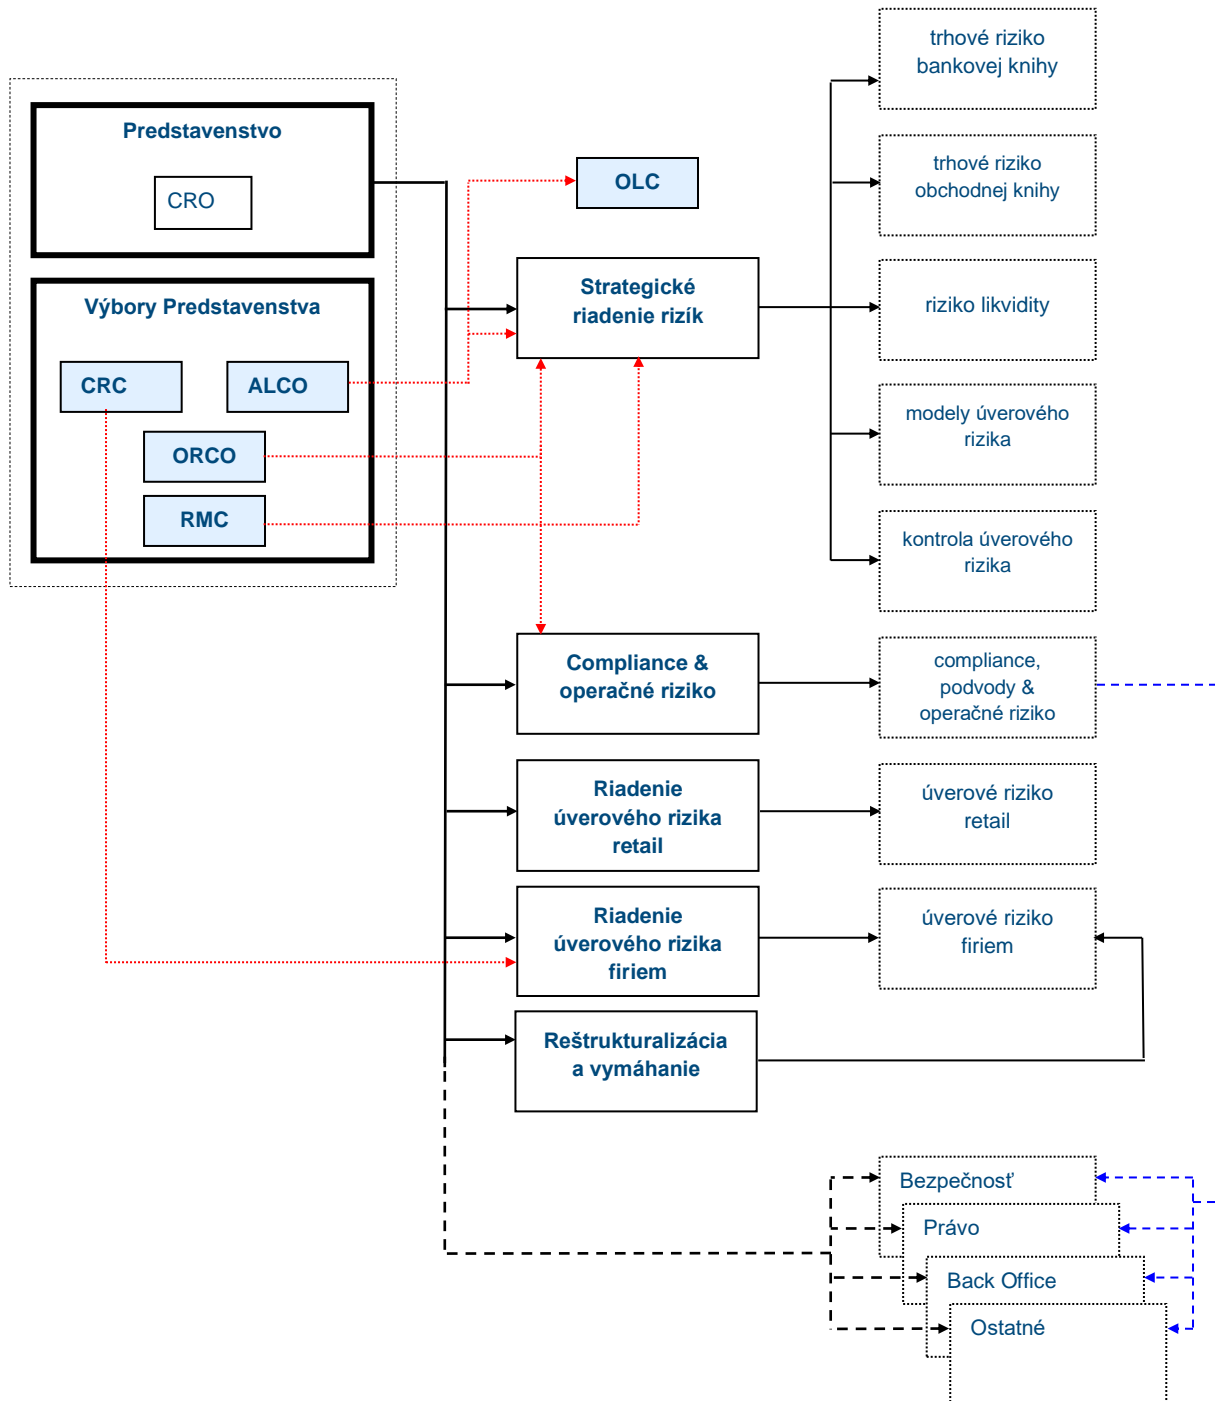 Predstavenstvo
CRO
Výbory Predstavenstva
CRC
ALCO
ORCO
RMC
OLC
Strategické
riadenie rizík
Compliance &
operačné riziko
Riadenie
úverového rizika
retail
Riadenie
úverového rizika
firiem
Reštrukturalizácia
a vymáhanie
trhové riziko
bankovej knihy
trhové riziko
obchodnej knihy
riziko likvidity
modely úverového
rizika
kontrola úverového
rizika
compliance,
podvody &
operačné riziko
úverové riziko
retail
úverové riziko
firiem
Bezpečnosť
Právo
Back Office
Ostatné